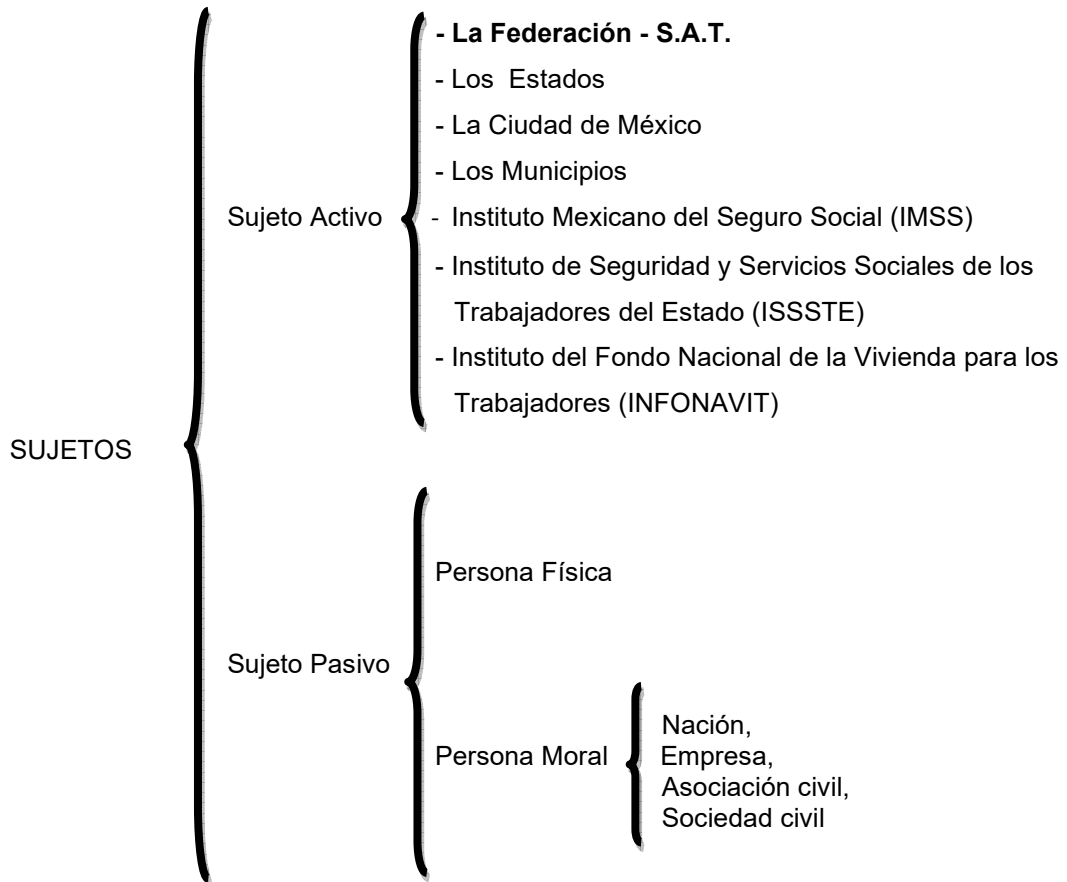 SUJETOS
Sujeto Activo
- La Federación - S.A.T.
- Los Estados
- La Ciudad de México
- Los Municipios
- Instituto Mexicano del Seguro Social (IMSS)
- Instituto de Seguridad y Servicios Sociales de los
Trabajadores del Estado (ISSSTE)
- Instituto del Fondo Nacional de la Vivienda para los
Trabajadores (INFONAVIT)
Sujeto Pasivo
Persona Física
Persona Moral
Nación,
Empresa,
Asociación civil,
Sociedad civil